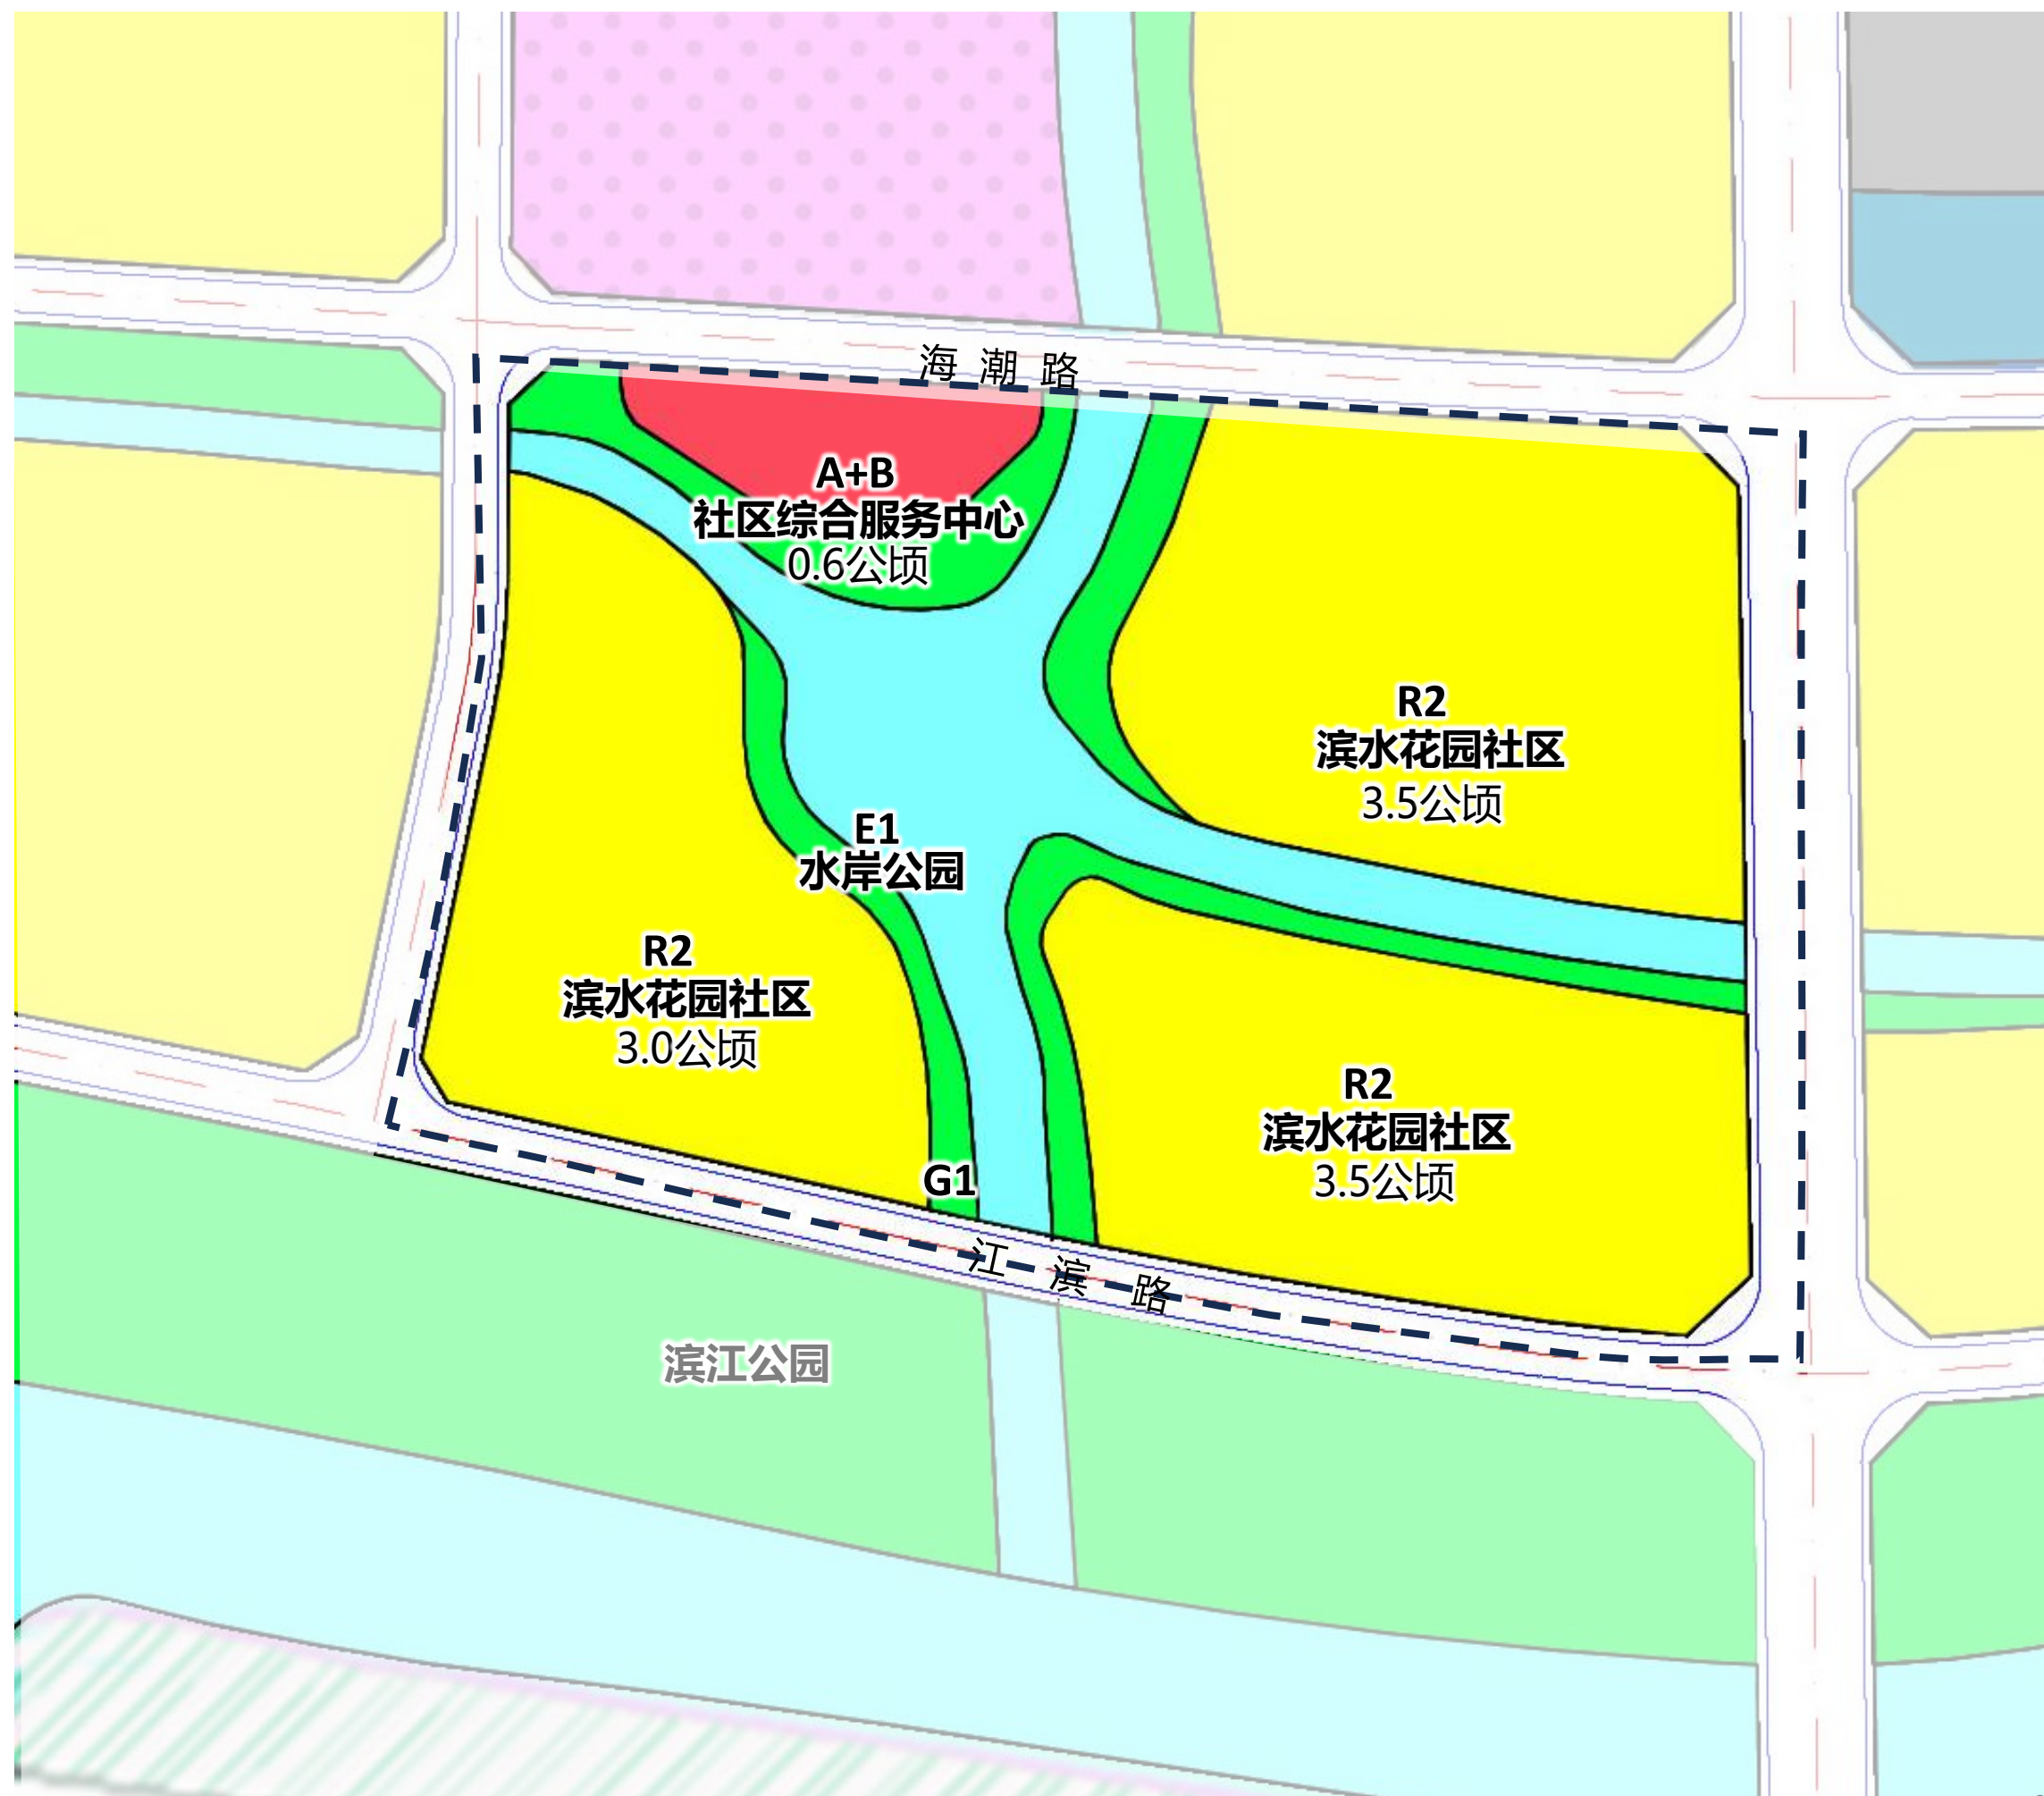 海潮路
A+B
社区综合服务中心
0.6公顷
R2
滨水花园社区
3.5公顷
E1
水岸公园
R2
滨水花园社区
3.0公顷
R2
滨水花园社区
3.5公顷
G1
江滨路
滨江公园